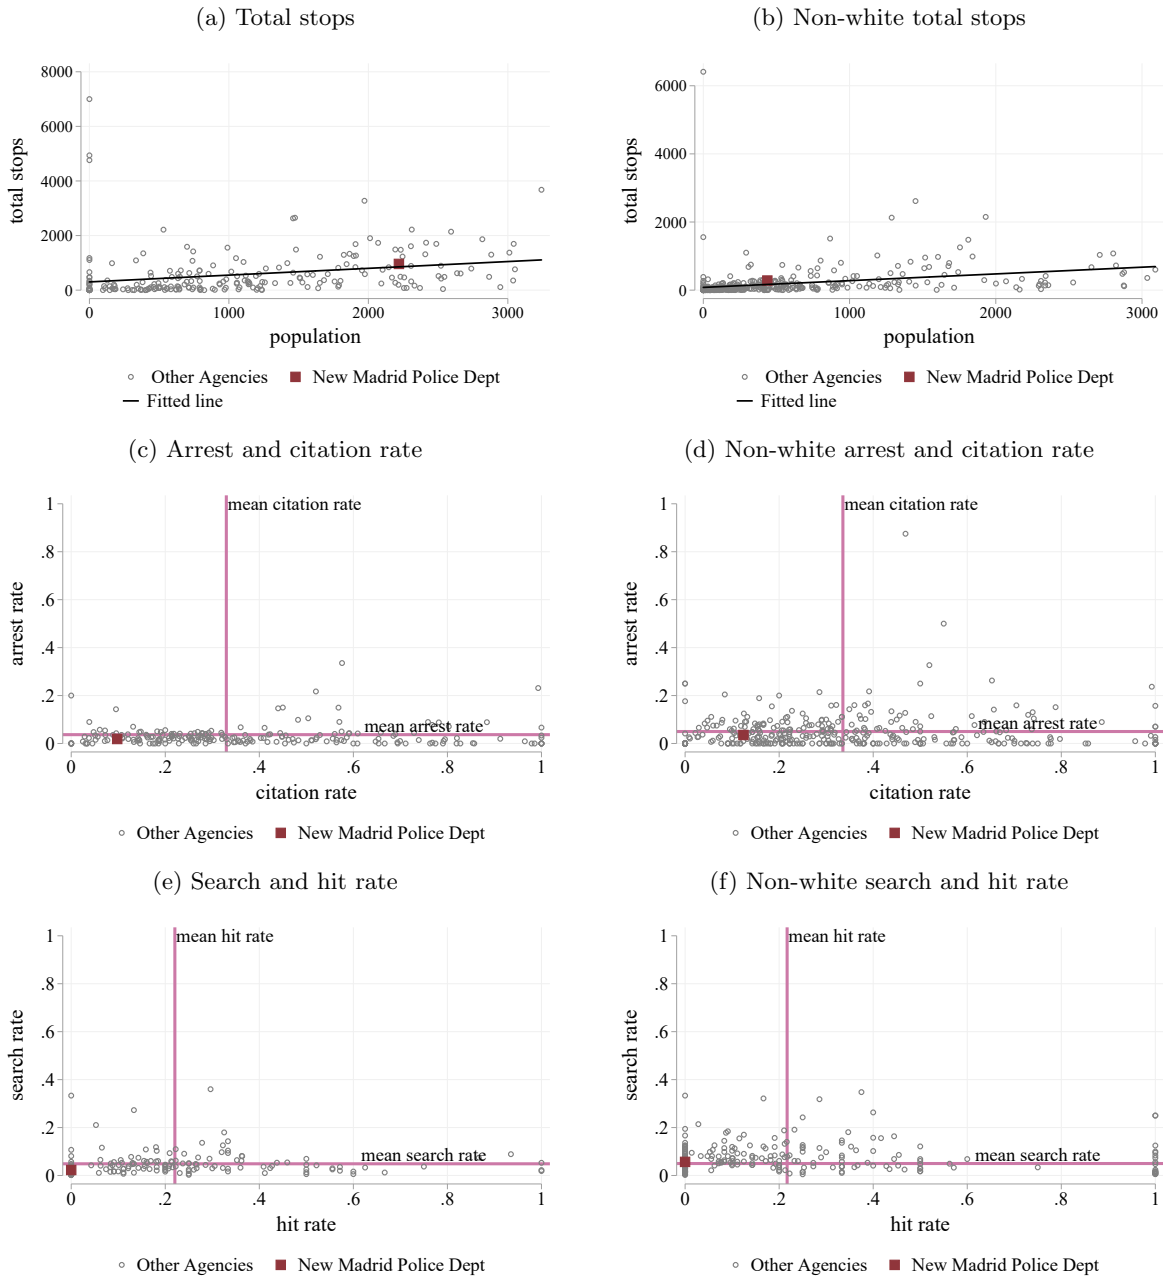 (a) Total stops
(b) Non-white total stops
8000
6000
4000
2000
0
total stops
0 1000 2000 3000
population
6000
4000
2000
0
total stops
0 1000 2000 3000
population
Other Agencies New Madrid Police Dept
Fitted line
Other Agencies New Madrid Police Dept
Fitted line
(c) Arrest and citation rate
(d) Non-white arrest and citation rate
1
.8
.6
.4
.2
0
arrest rate
mean citation rate
mean arrest rate
0 .2 .4 .6 .8 1
citation rate
1
.8
.6
.4
.2
0
arrest rate
mean citation rate
mean arrest rate
0 .2 .4 .6 .8 1
citation rate
Other Agencies New Madrid Police Dept
Other Agencies New Madrid Police Dept
(e) Search and hit rate
(f) Non-white search and hit rate
1
.8
.6
.4
.2
0
search rate
mean hit rate
mean search rate
0 .2 .4 .6 .8 1
hit rate
1
.8
.6
.4
.2
0
search rate
mean hit rate
mean search rate
0 .2 .4 .6 .8 1
hit rate
Other Agencies New Madrid Police Dept
Other Agencies New Madrid Police Dept